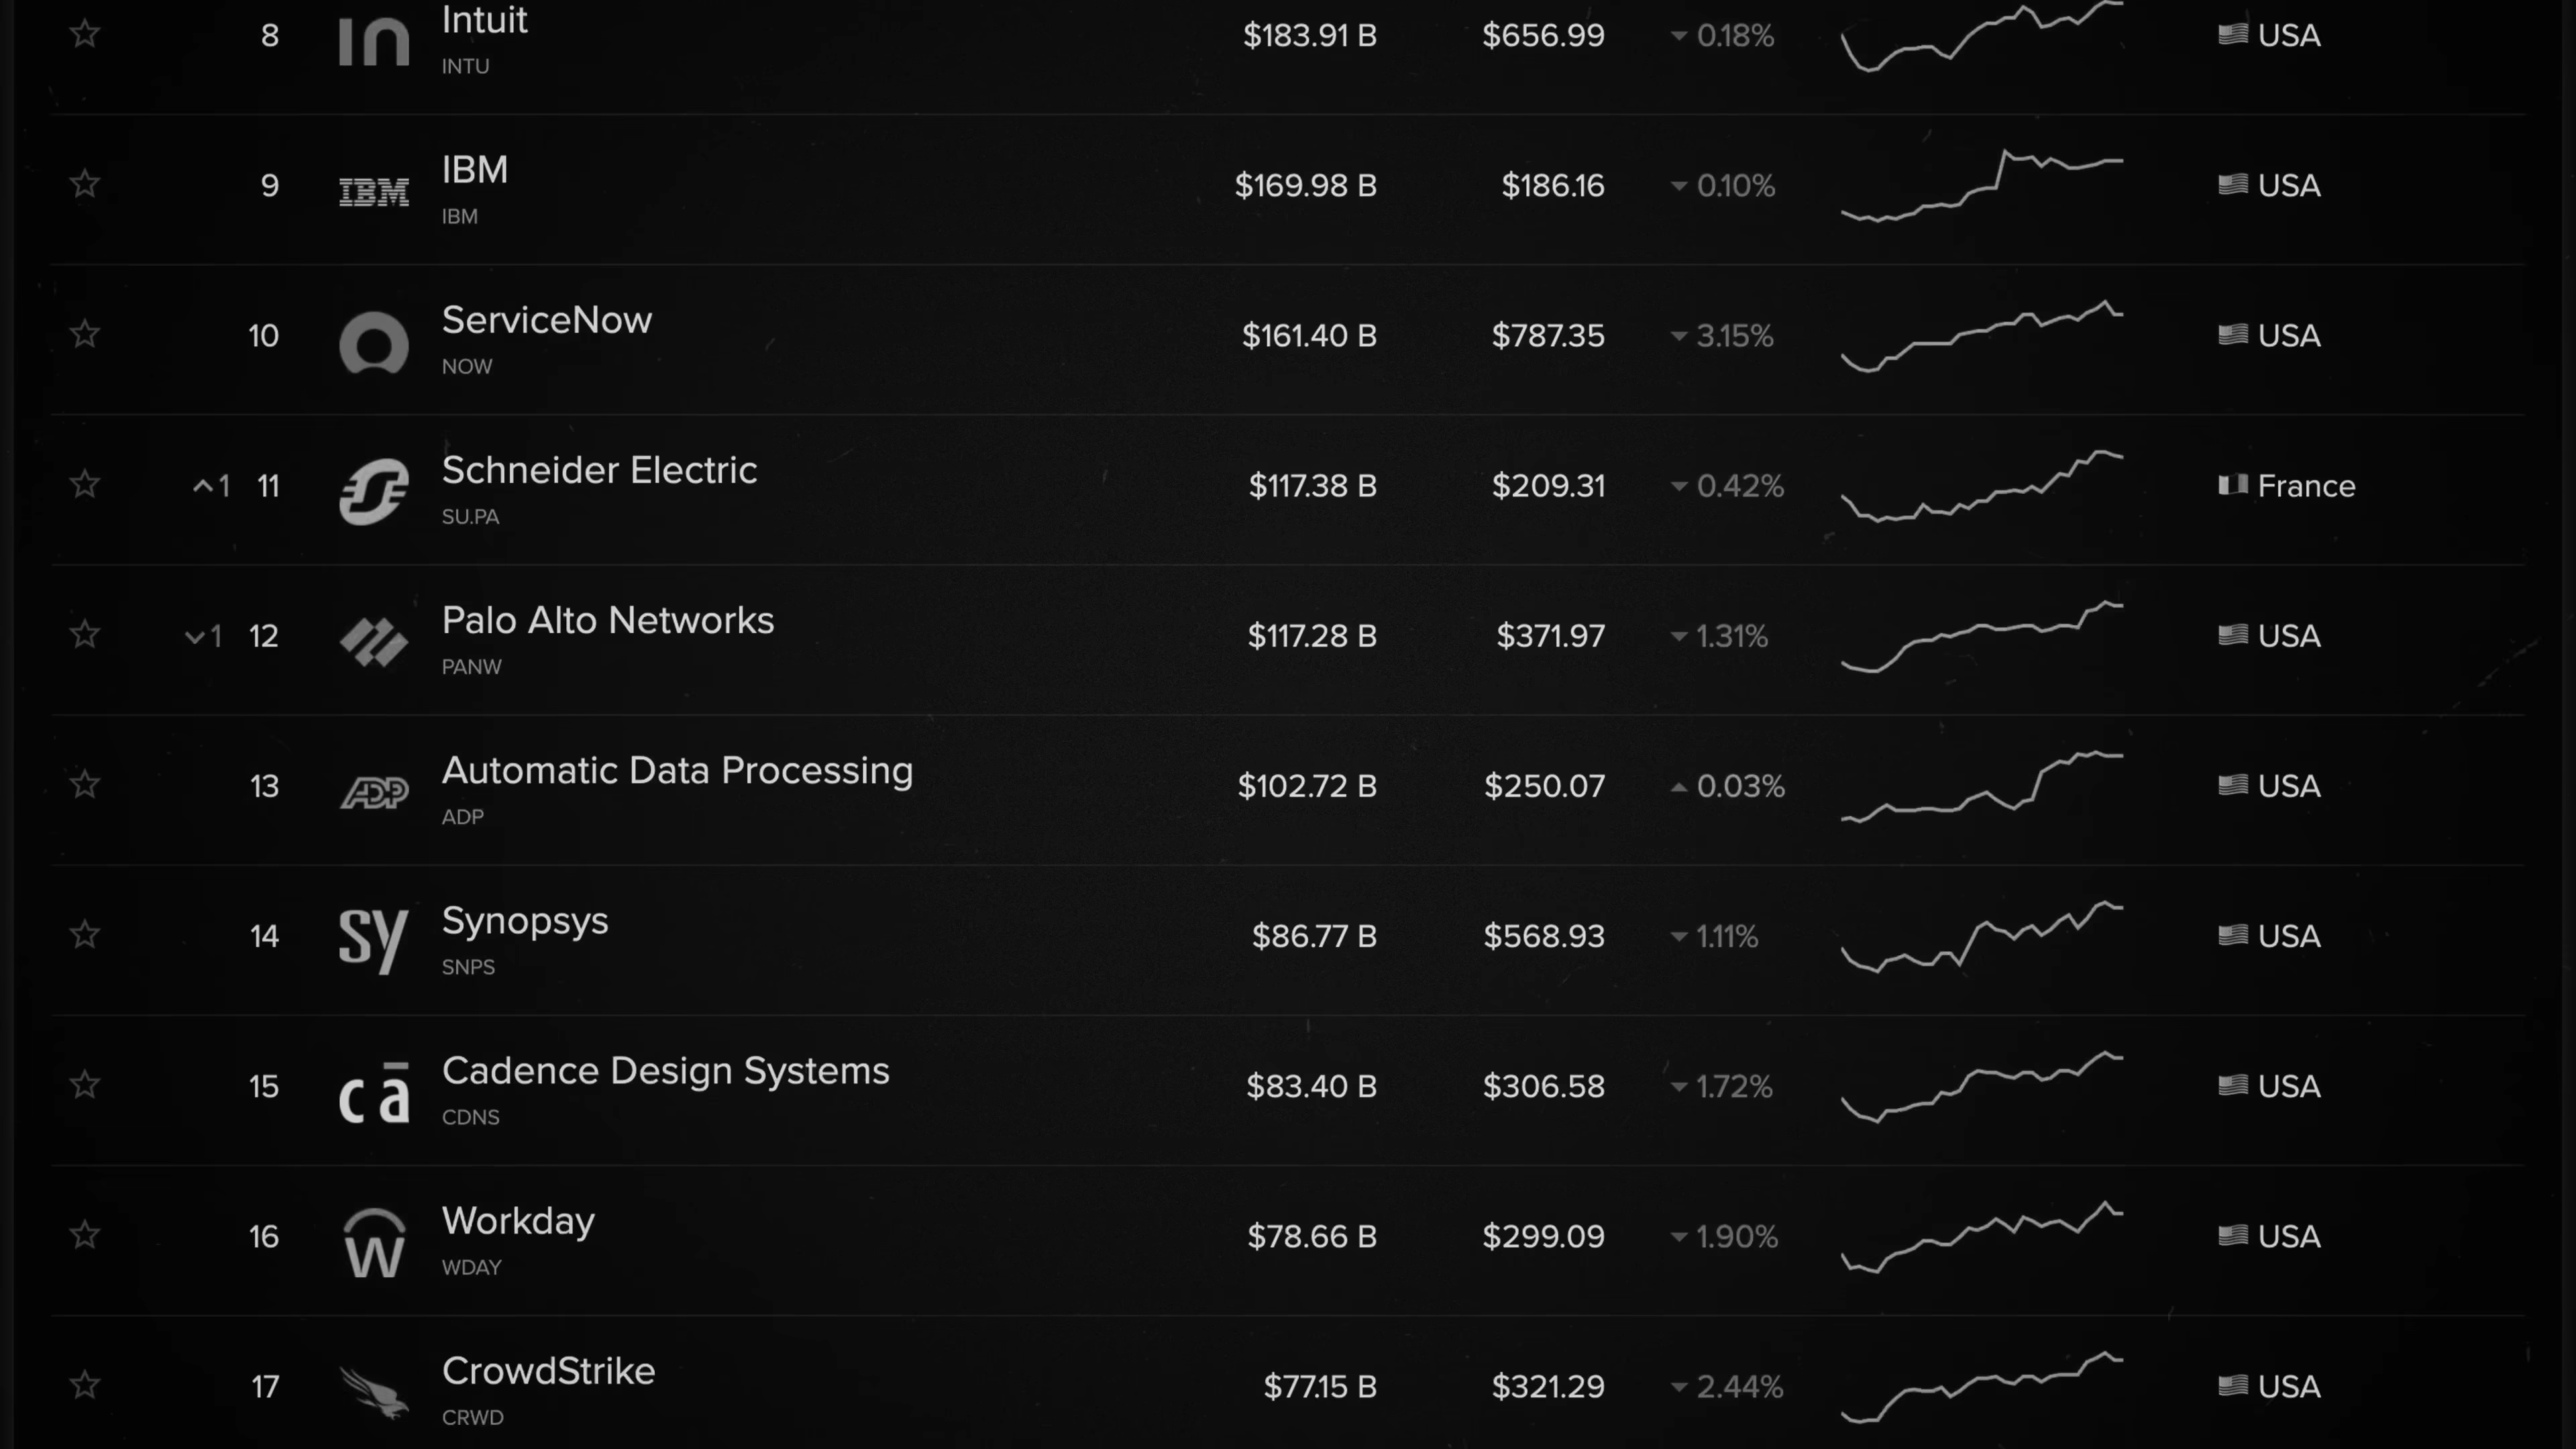 8 Intuit $183.91 B $656.99 0.18% USA
INTU
9 IBM IBM $169.98 B $186.16 0.10% USA
IBM
10 ServiceNow $161.40 B $787.35 3.15% USA
NOW
1 11 Schneider Electric $117.38 B $209.31 0.42% France
SU.PA
1 12 Palo Alto Networks $117.28 B $371.97 1.31% USA
PANW
13 ADP Automatic Data Processing $102.72 B $250.07 0.03% USA
ADP
14 SY Synopsys $86.77 B $568.93 1.11% USA
SNPS
15 cā Cadence Design Systems $83.40 B $306.58 1.72% USA
CDNS
16 Workday $78.66 B $299.09 1.90% USA
WDAY
17 CrowdStrike $77.15 B $321.29 2.44% USA
CRWD